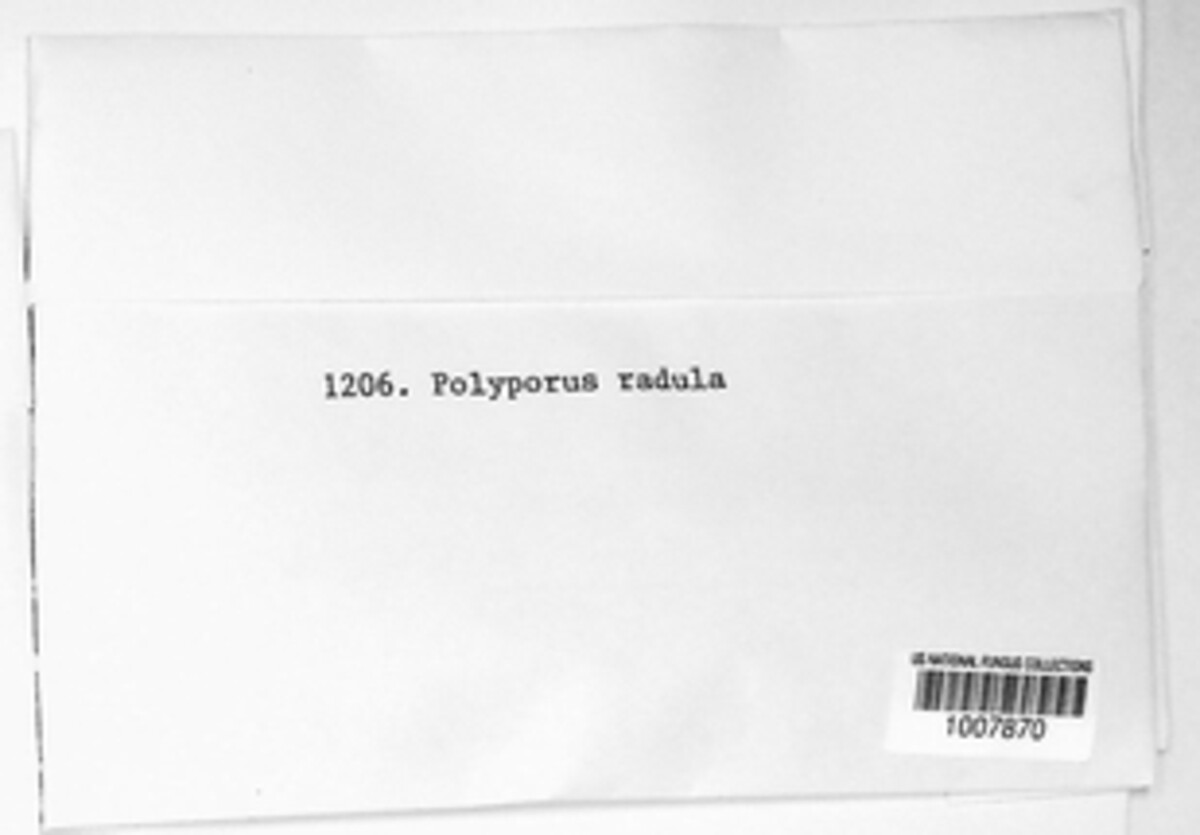 1206. Polyporus radula
US NATIONAL FUNGUS COLLECTIONS
1007870